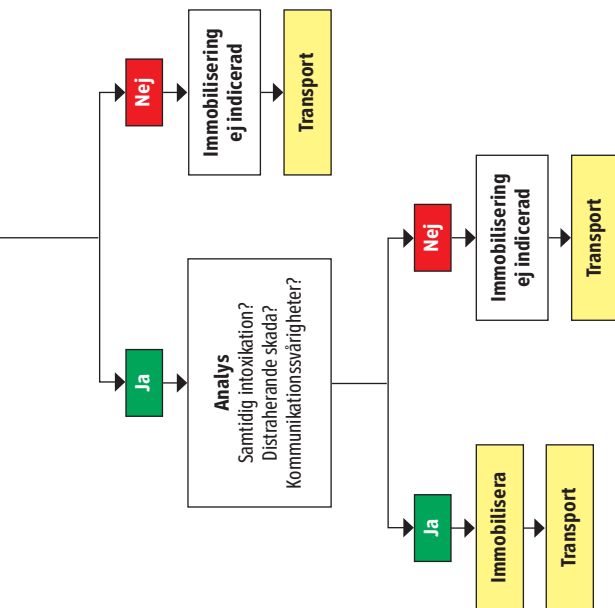 Ja
Nej
Analys
Samtidig intoxikation?
Distraherande skada?
Kommunikationssvårigheter?
Immobilisering
ej indicerad
Transport
Ja
Nej
Immobilisera
Transport
Immobilisering
ej indicerad
Transport